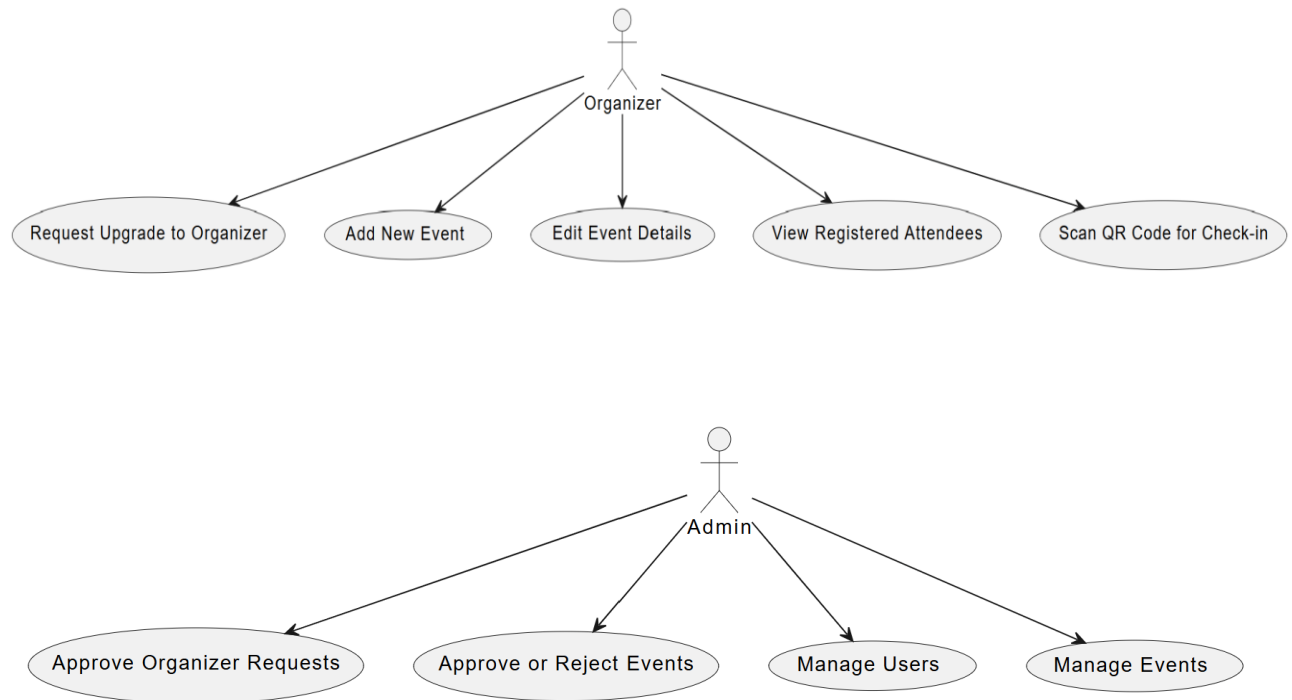 Organizer
Request Upgrade to Organizer
Add New Event
Edit Event Details
View Registered Attendees
Scan QR Code for Check-in
Admin
Approve Organizer Requests
Approve or Reject Events
Manage Users
Manage Events